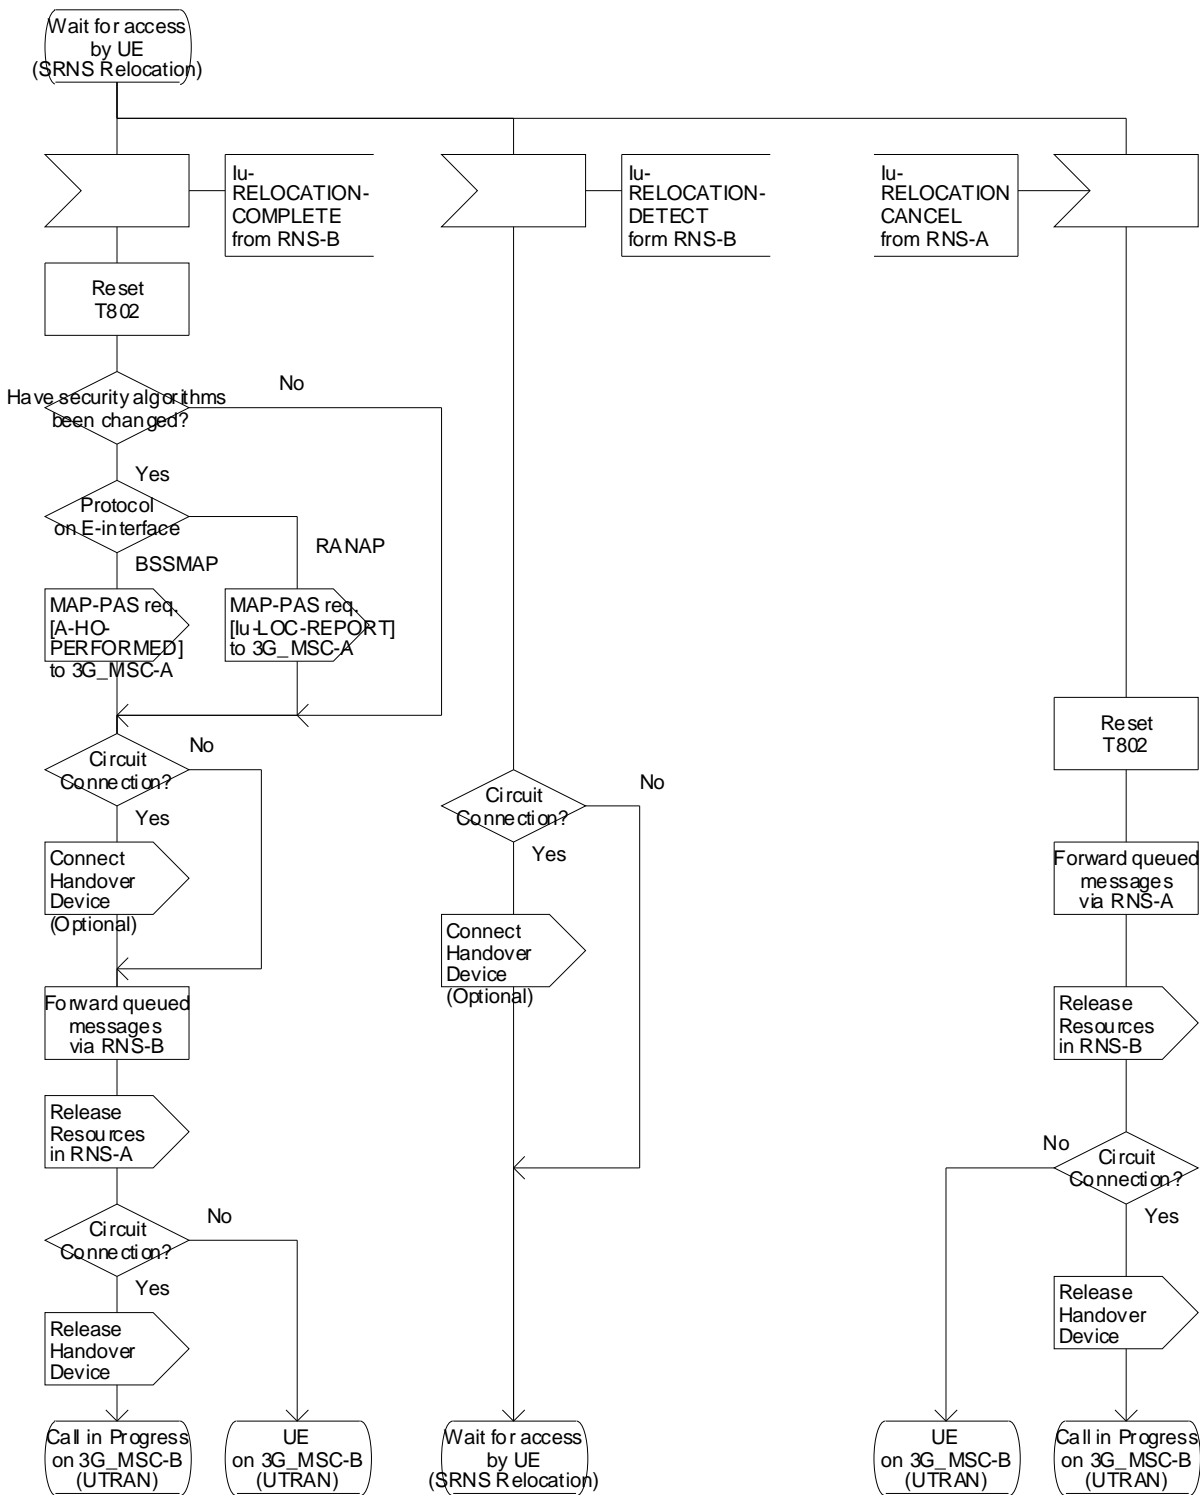 Wait for access
by UE
(SRNS Relocation)
Iu-
RELOCATION-
COMPLETE
from RNS-B
Iu-
RELOCATION-
DETECT
form RNS-B
Iu-
RELOCATION
CANCEL
from RNS-A
Reset
T802
Have security algorithms
been changed?
No
Yes
Protocol
on E-interface
RANAP
BSSMAP
MAP-PAS req.
[A-HO-
PERFORMED]
to 3G_MSC-A
MAP-PAS req.
[Iu-LOC-REPORT]
to 3G_MSC-A
Circuit
Connection?
No
Yes
Connect
Handover
Device
(Optional)
Forward queued
messages
via RNS-B
Release
Resources
in RNS-A
Circuit
Connection?
No
Yes
Release
Handover
Device
Call in Progress
on 3G_MSC-B
(UTRAN)
UE
on 3G_MSC-B
(UTRAN)
Circuit
Connection?
No
Yes
Connect
Handover
Device
(Optional)
Wait for access
by UE
(SRNS Relocation)
Reset
T802
Forward queued
messages
via RNS-A
Release
Resources
in RNS-B
No
Circuit
Connection?
Yes
Release
Handover
Device
UE
on 3G_MSC-B
(UTRAN)
Call in Progress
on 3G_MSC-B
(UTRAN)